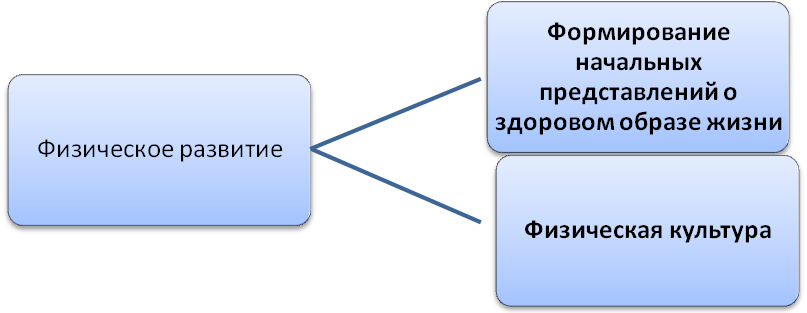 Физическое развитие
Формирование
начальных
представлений о
здоровом образе жизни
Физическая культура